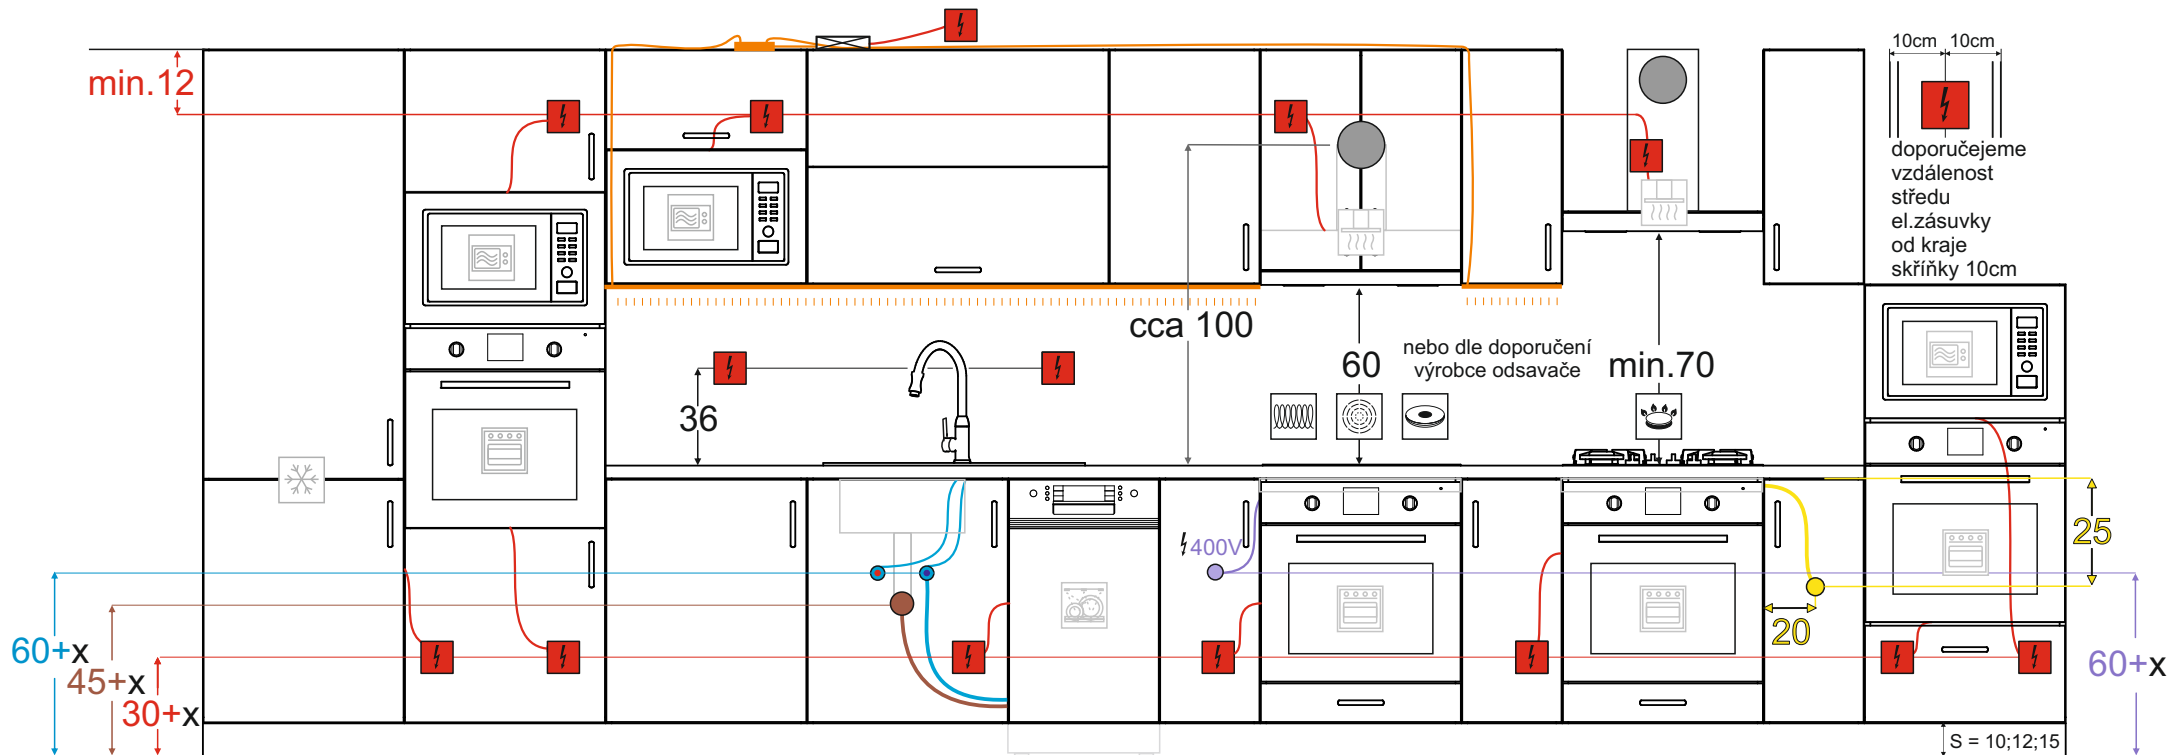 10cm 10cm
min.12
doporučejeme
vzdálenost
středu
el.zásuvky
od kraje
skříňky 10cm
cca 100
60
nebo dle doporučení
výrobce odsavače
min.70
36
400V
25
20
60+x
45+x
30+x
60+x
S = 10;12;15